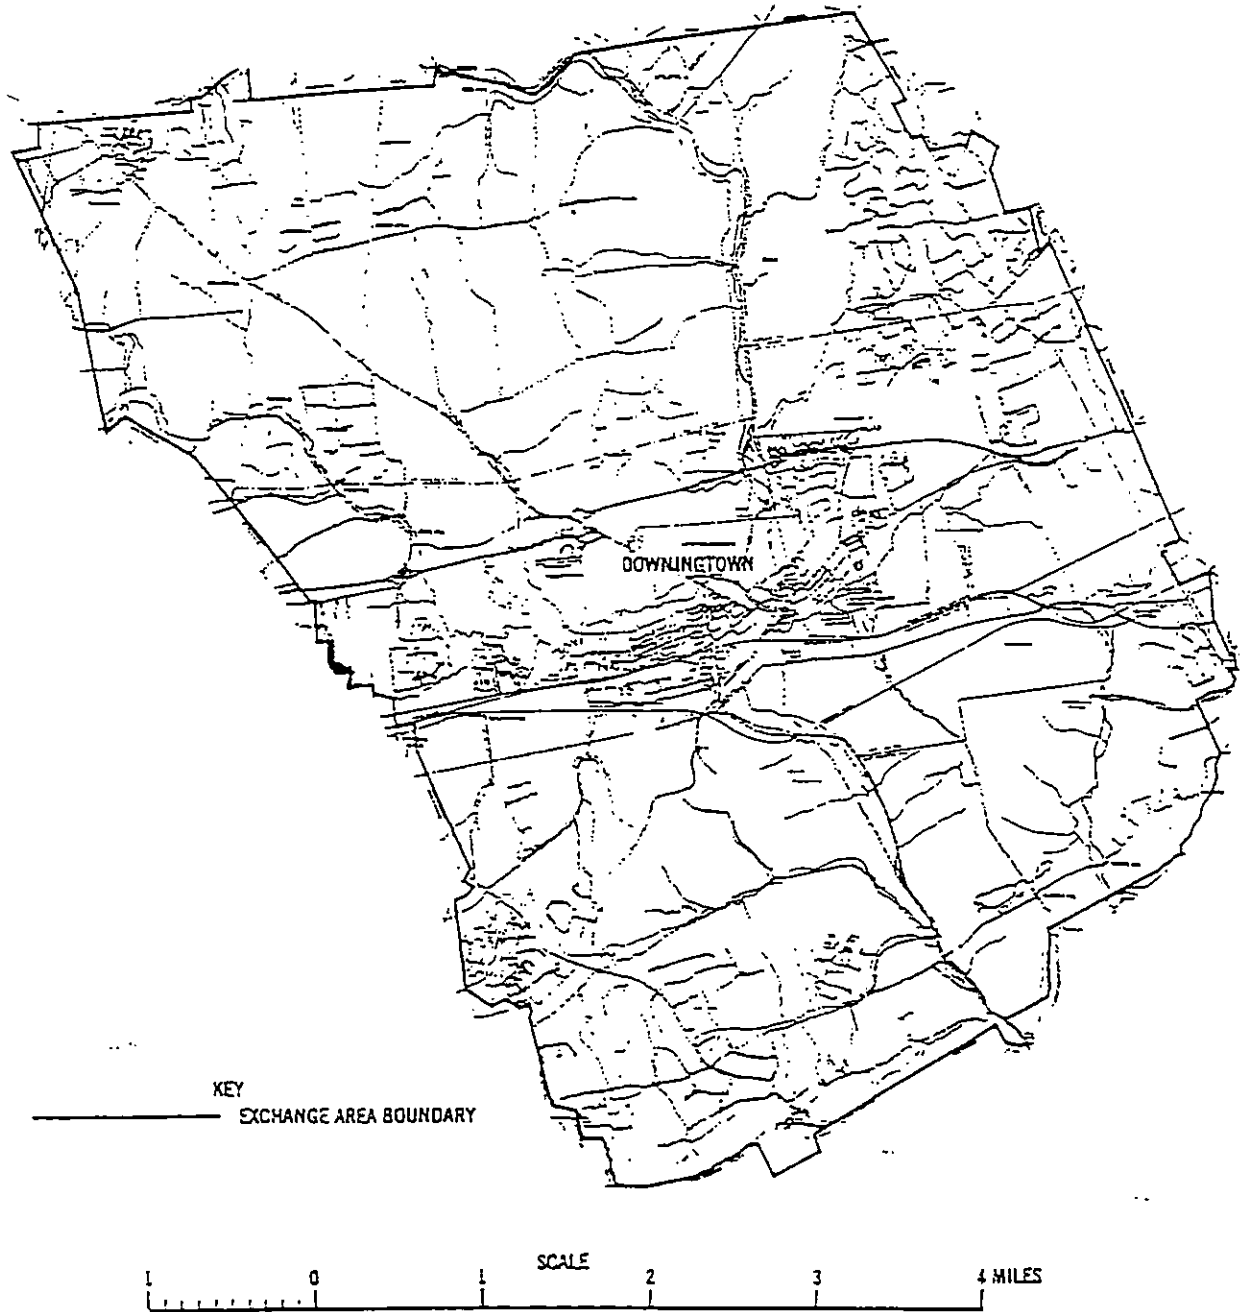 DOWNINGTOWN
KEY
EXCHANGE AREA BOUNDARY
SCALE
1 0 1 2 3 4 MILES